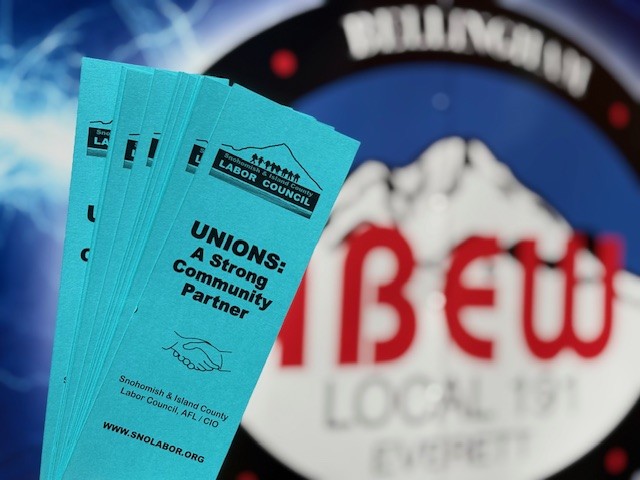 Snohomish & Island County
LABOR COUNCIL
UNIONS:
A Strong
Community
Partner
Snohomish & Island County
Labor Council, AFL / CIO
www.SNOLABOR.ORG
BELLINGHAM
IBEW
LOCAL 191
EVERETT